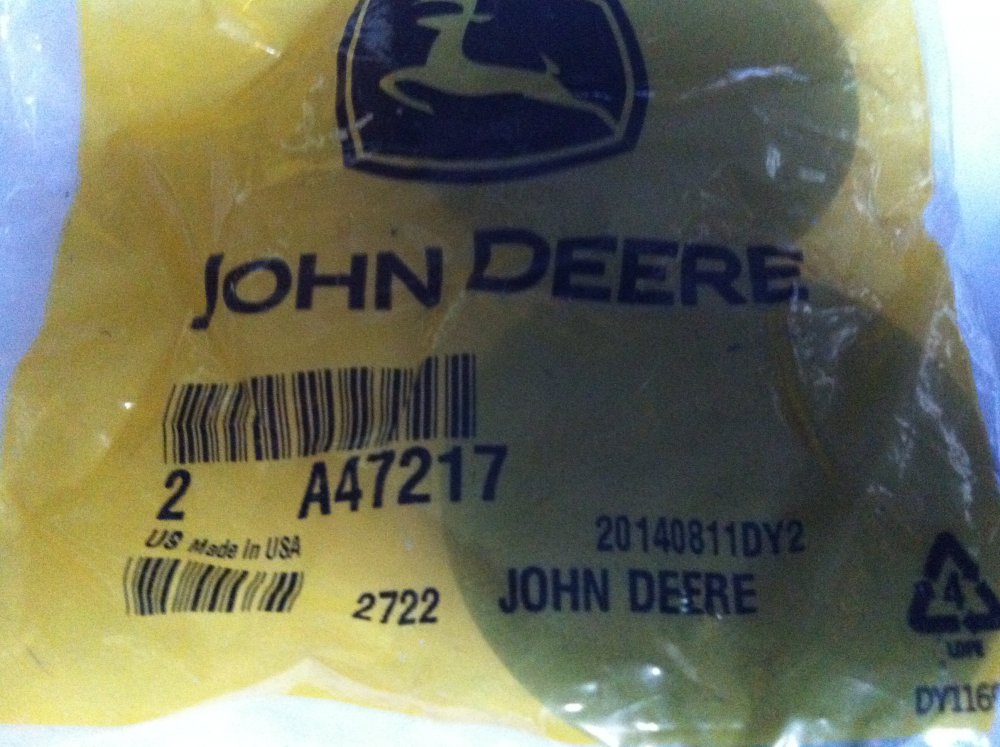 JOHN DEERE
2 A47217
US Made in USA
20140811DY2
2722
JOHN DEERE
4
LDPE
DY116